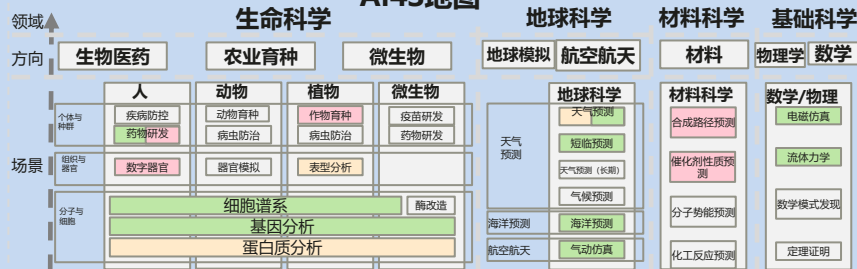 AI4S地图
领域 生命科学 地球科学 材料科学 基础科学
方向 生物医药 农业育种 微生物 地球模拟 航空航天 材料 物理学 数学
人 动物 植物 微生物 地球科学 材料科学 数学/物理
个体与
种群
疾病防控 动物育种 作物育种 疫苗研发
药物研发 病虫防治 病虫防治 药物研发
场景
组织与
器官
数字器官 器官模拟 表型分析
分子与
细胞
细胞谱系 酶改造
基因分析
蛋白质分析
天气
预测
天气预测
短临预测
天气预测（长期）
气候预测
海洋预测 海洋预测
航空航天 气动仿真
合成路径预测
催化剂性质预
测
分子势能预测
化工反应预测
电磁仿真
流体力学
数学模式发现
定理证明